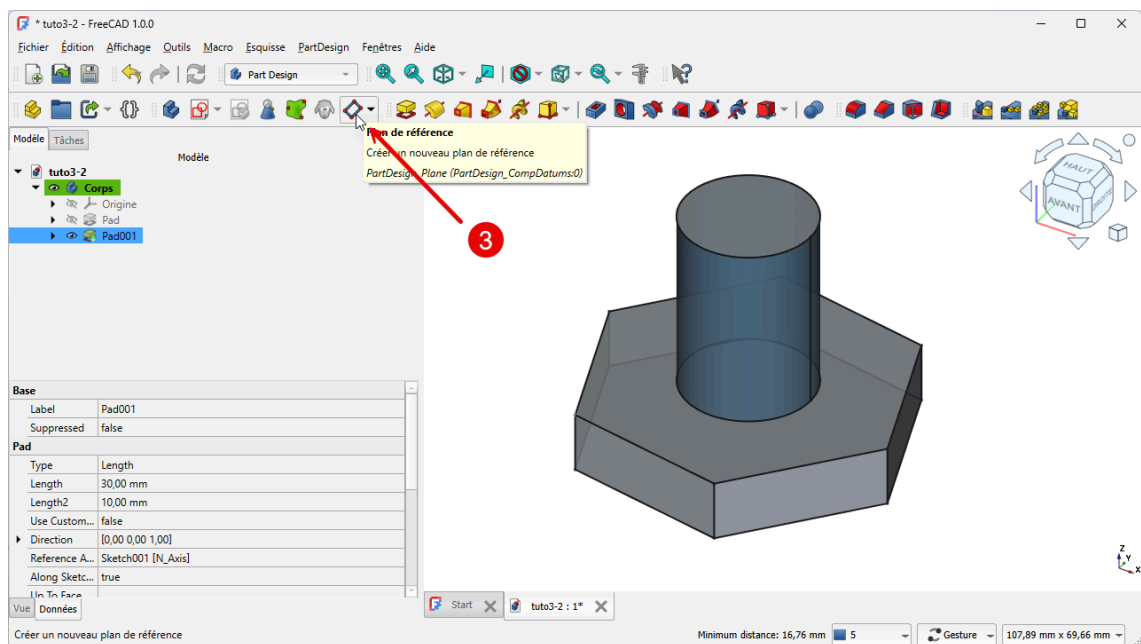 * tuto3-2 - FreeCAD 1.0.0
Fichier Édition Affichage Outils Macro Esquisse PartDesign Fenêtres Aide
Part Design
Modèle Tâches
Plan de référence
Créer un nouveau plan de référence
PartDesign_Plane (PartDesign_CompDatums:0)
Modèle
tuto3-2
Corps
Origine
Pad
Pad001
3
HAUT
AVANT
DROITE
Base
Label Pad001
Suppressed false
Pad
Type Length
Length 30,00 mm
Length2 10,00 mm
Use Custom... false
Direction [0,00 0,00 1,00]
Reference A... Sketch001 [N_Axis]
Along Sketc... true
Up To Face
Z
Y
X
Vue Données
Start tuto3-2 : 1*
Créer un nouveau plan de référence
Minimum distance: 16,76 mm 5 Gesture 107,89 mm x 69,66 mm